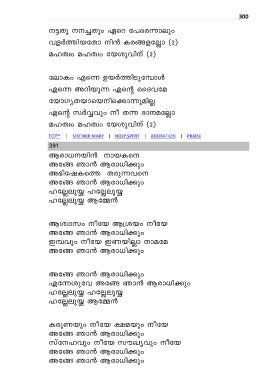 300
നട്ടതു നനച്ചതും ഏറെ പേരെന്നാലും
വളർത്തിയതോ നിൻ കരങ്ങളല്ലോ (2)
മഹത്വം മഹത്വം യേശുവിന് (2)
ലോകം എന്നെ ഉയർത്തിടുമ്പോൾ
എന്നെ അറിയുന്ന എന്റെ ദൈവമേ
യോഗ്യതയായെനിക്കൊന്നുമില്ല
എന്റെ സർവ്വവും നീ തന്ന ദാനമല്ലോ
മഹത്വം മഹത്വം യേശുവിന് (2)
TOP^ | MOTHER MARY | HOLY SPIRIT | ADORATION | PRAISE
391
ആരാധനയിൻ നായകനെ
അങ്ങേ ഞാൻ ആരാധിക്കും
അഭിഷേകത്തെ തരുന്നവനെ
അങ്ങേ ഞാൻ ആരാധിക്കും
ഹല്ലേലൂയ്യ ഹല്ലേലൂയ്യ
ഹല്ലേലൂയ്യ ആമ്മേൻ
ആശ്വാസം നീയേ ആശ്രയം നീയേ
അങ്ങേ ഞാൻ ആരാധിക്കും
ഇമ്പവും നീയേ ഇണയില്ലാ നാമമേ
അങ്ങേ ഞാൻ ആരാധിക്കും
അങ്ങേ ഞാൻ ആരാധിക്കും
എന്നേശുവേ അങ്ങേ ഞാൻ ആരാധിക്കും
ഹല്ലേലൂയ്യ ഹല്ലേലൂയ്യ
ഹല്ലേലൂയ്യ ആമ്മേൻ
കരുണയും നീയേ ക്ഷമയും നീയേ
അങ്ങേ ഞാൻ ആരാധിക്കും
സ്നേഹവും നീയേ സൗഖ്യവും നീയേ
അങ്ങേ ഞാൻ ആരാധിക്കും
അങ്ങേ ഞാൻ ആരാധിക്കും